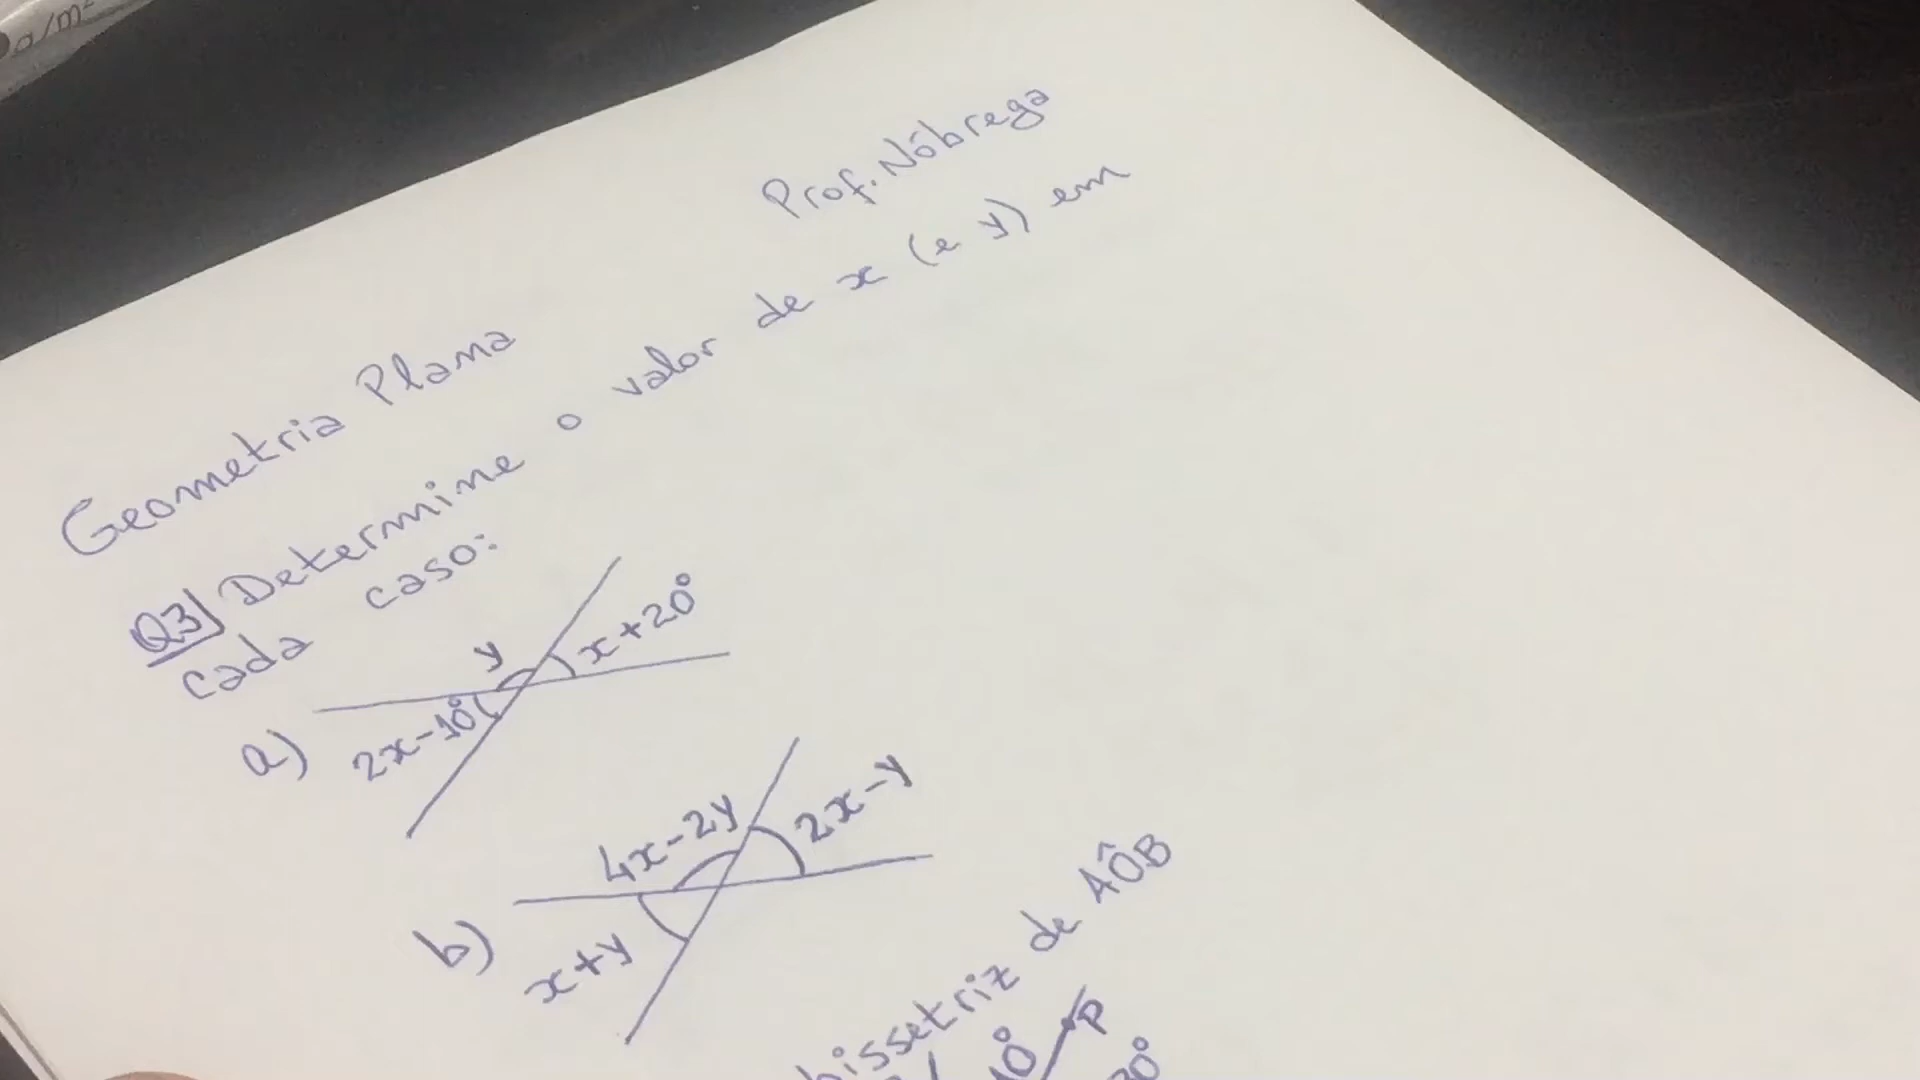 a/m²
Prof. Nóbrega
Geometria Plana
Q3) Determine o valor de x (e y) em
cada caso:
a)
y
x+20°
2x-10°
b)
4x-2y
2x-y
x+y
bissetriz de AÔB
P